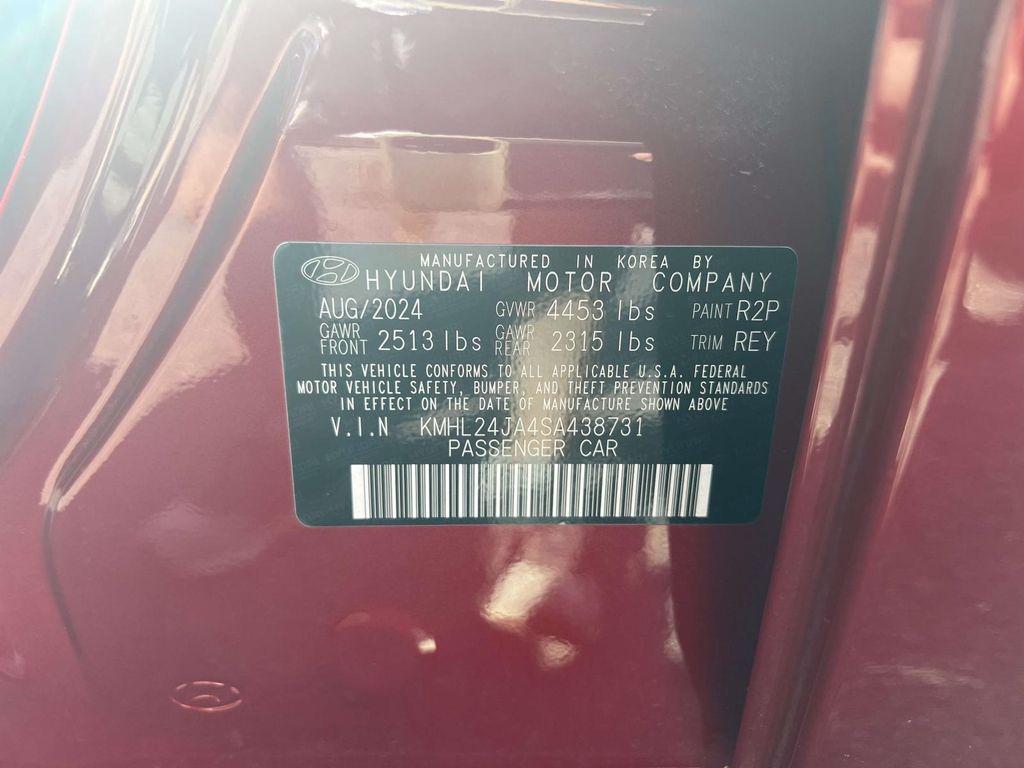 MANUFACTURED IN KOREA BY
HYUNDAI MOTOR COMPANY
AUG/2024 GVWR 4453 lbs PAINT R2P
GAWR FRONT 2513 lbs GAWR REAR 2315 lbs TRIM REY
THIS VEHICLE CONFORMS TO ALL APPLICABLE U.S.A. FEDERAL
MOTOR VEHICLE SAFETY, BUMPER, AND THEFT PREVENTION STANDARDS
IN EFFECT ON THE DATE OF MANUFACTURE SHOWN ABOVE
V.I.N KMHL24JA4SA438731
PASSENGER CAR